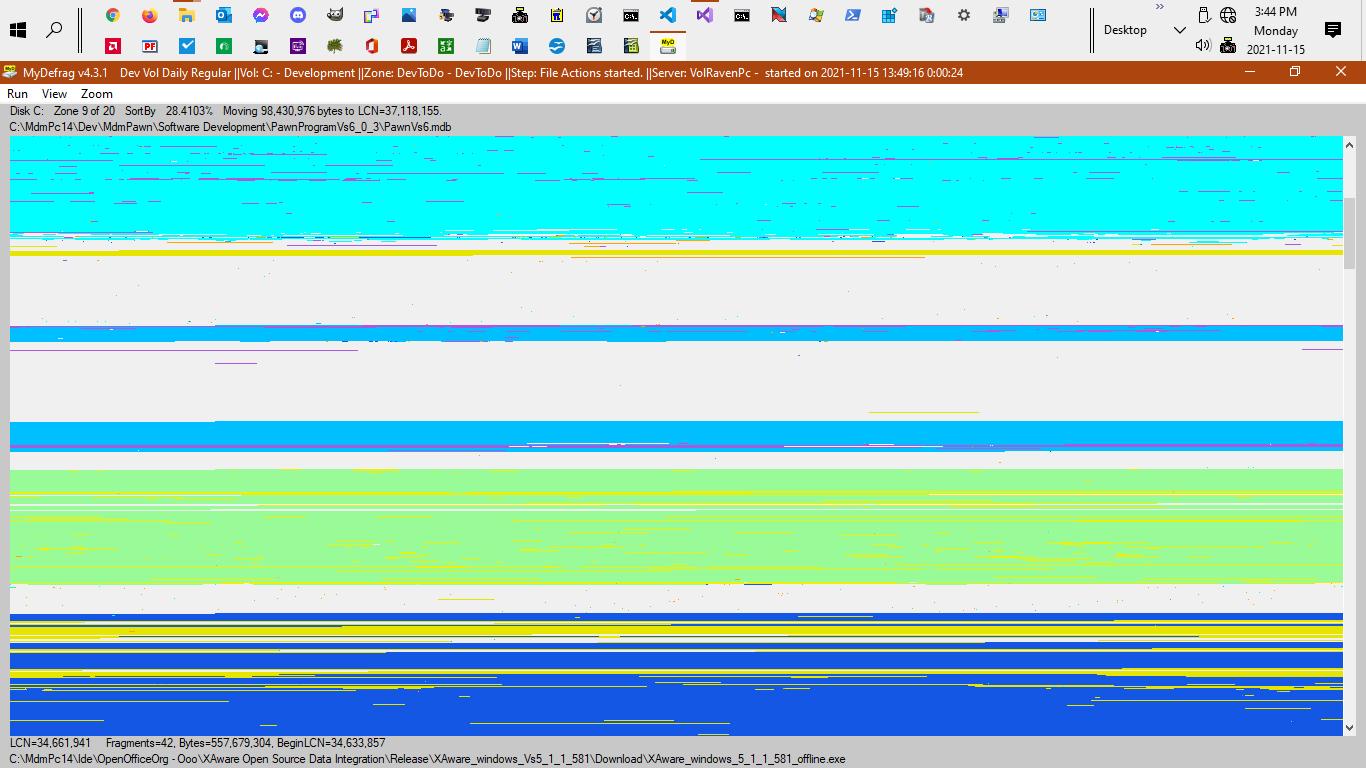 3:44 PM
Monday
2021-11-15
Desktop
MyDefrag v4.3.1 Dev Vol Daily Regular ||Vol: C: - Development ||Zone: DevToDo - DevToDo ||Step: File Actions started. ||Server: VolRavenPc - started on 2021-11-15 13:49:16 0:00:24
Run View Zoom
Disk C: Zone 9 of 20 SortBy 28.4103% Moving 98,430,976 bytes to LCN=37,118,155.
C:\MdmPc14\Dev\MdmPawn\Software Development\PawnProgramVs6_0_3\PawnVs6.mdb
LCN=34,661,941 Fragments=42, Bytes=557,679,304, BeginLCN=34,633,857
C:\MdmPc14\Ide\OpenOfficeOrg - Ooo\XAware Open Source Data Integration\Release\XAware_windows_Vs5_1_1_581\Download\XAware_windows_5_1_1_581_offline.exe